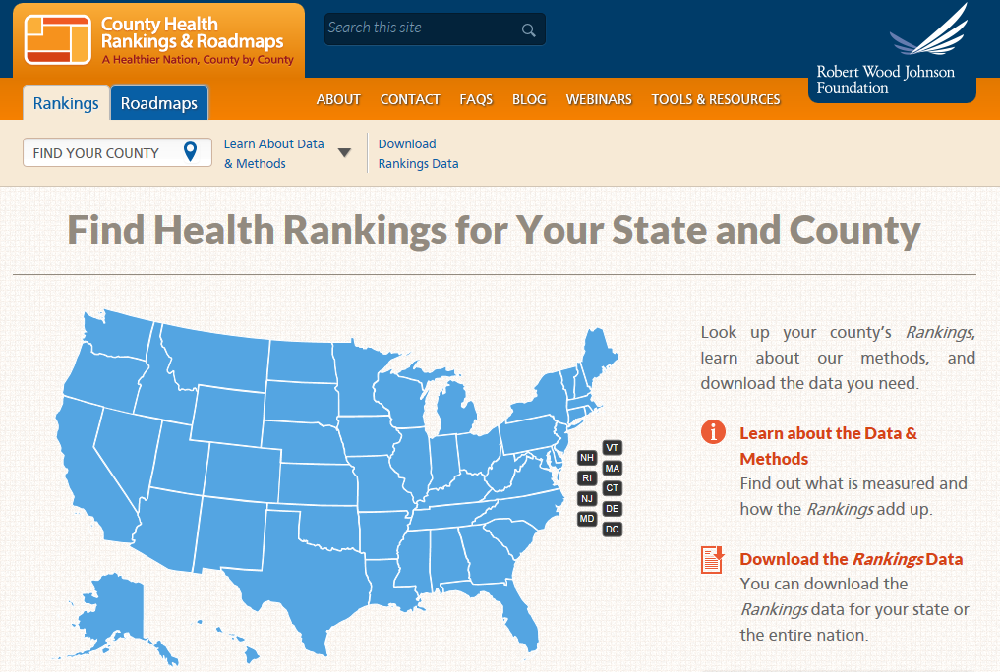 County Health
Rankings & Roadmaps
A Healthier Nation, County by County
Search this site
Robert Wood Johnson
Foundation
Rankings
Roadmaps
ABOUT
CONTACT
FAQS
BLOG
WEBINARS
TOOLS & RESOURCES
FIND YOUR COUNTY
Learn About Data
& Methods
Download
Rankings Data
Find Health Rankings for Your State and County
VT
NH
MA
RI
CT
NJ
DE
MD
DC
Look up your county’s Rankings,
learn about our methods, and
download the data you need.
Learn about the Data &
Methods
Find out what is measured and
how the Rankings add up.
Download the Rankings Data
You can download the
Rankings data for your state or
the entire nation.